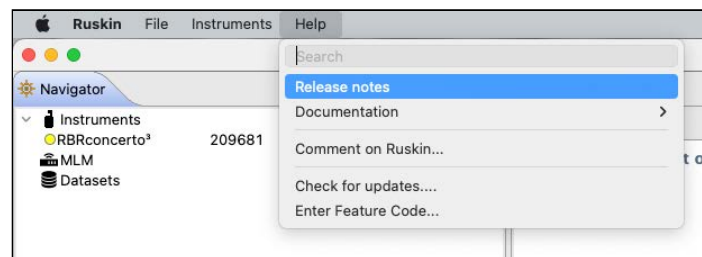 Ruskin File Instruments Help
Search
Navigator
Release notes
Instruments
Documentation
RBRconcerto³ 209681
MLM
Comment on Ruskin...
Datasets
Check for updates....
Enter Feature Code...